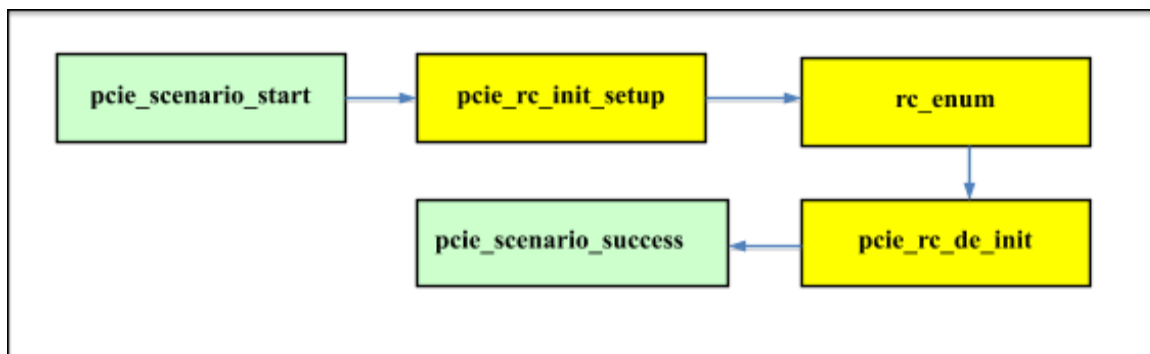 pcie_scenario_start
pcie_rc_init_setup
rc_enum
pcie_scenario_success
pcie_rc_de_init